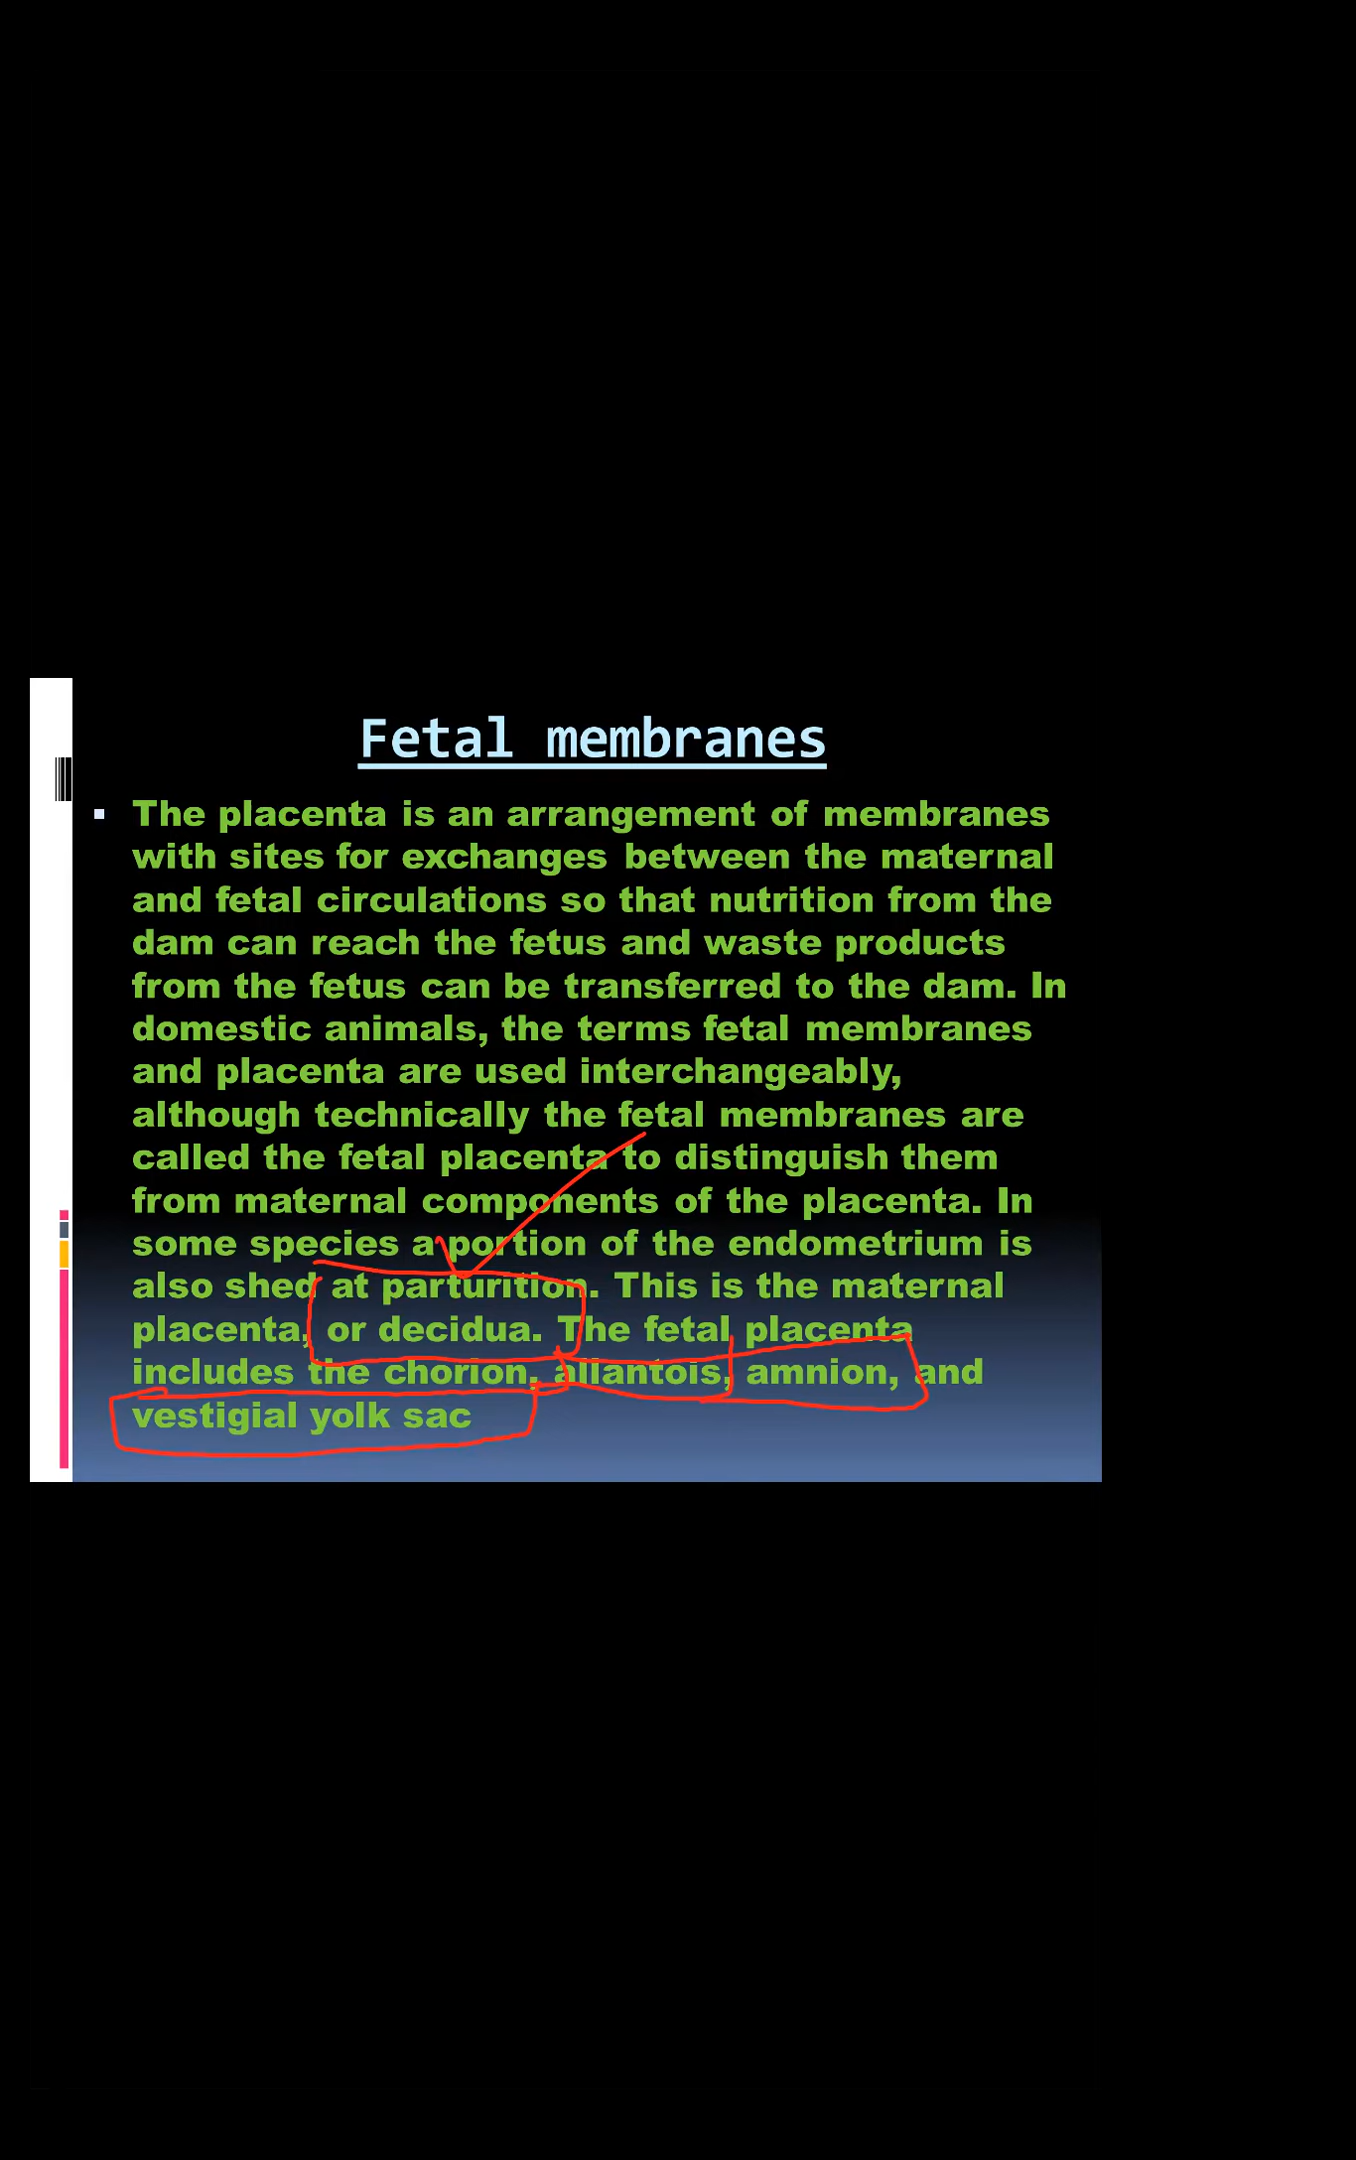 Fetal membranes
The placenta is an arrangement of membranes
with sites for exchanges between the maternal
and fetal circulations so that nutrition from the
dam can reach the fetus and waste products
from the fetus can be transferred to the dam. In
domestic animals, the terms fetal membranes
and placenta are used interchangeably,
although technically the fetal membranes are
called the fetal placenta to distinguish them
from maternal components of the placenta. In
some species a portion of the endometrium is
also shed at parturition. This is the maternal
placenta, or decidua. The fetal placenta
includes the chorion, allantois, amnion, and
vestigial yolk sac